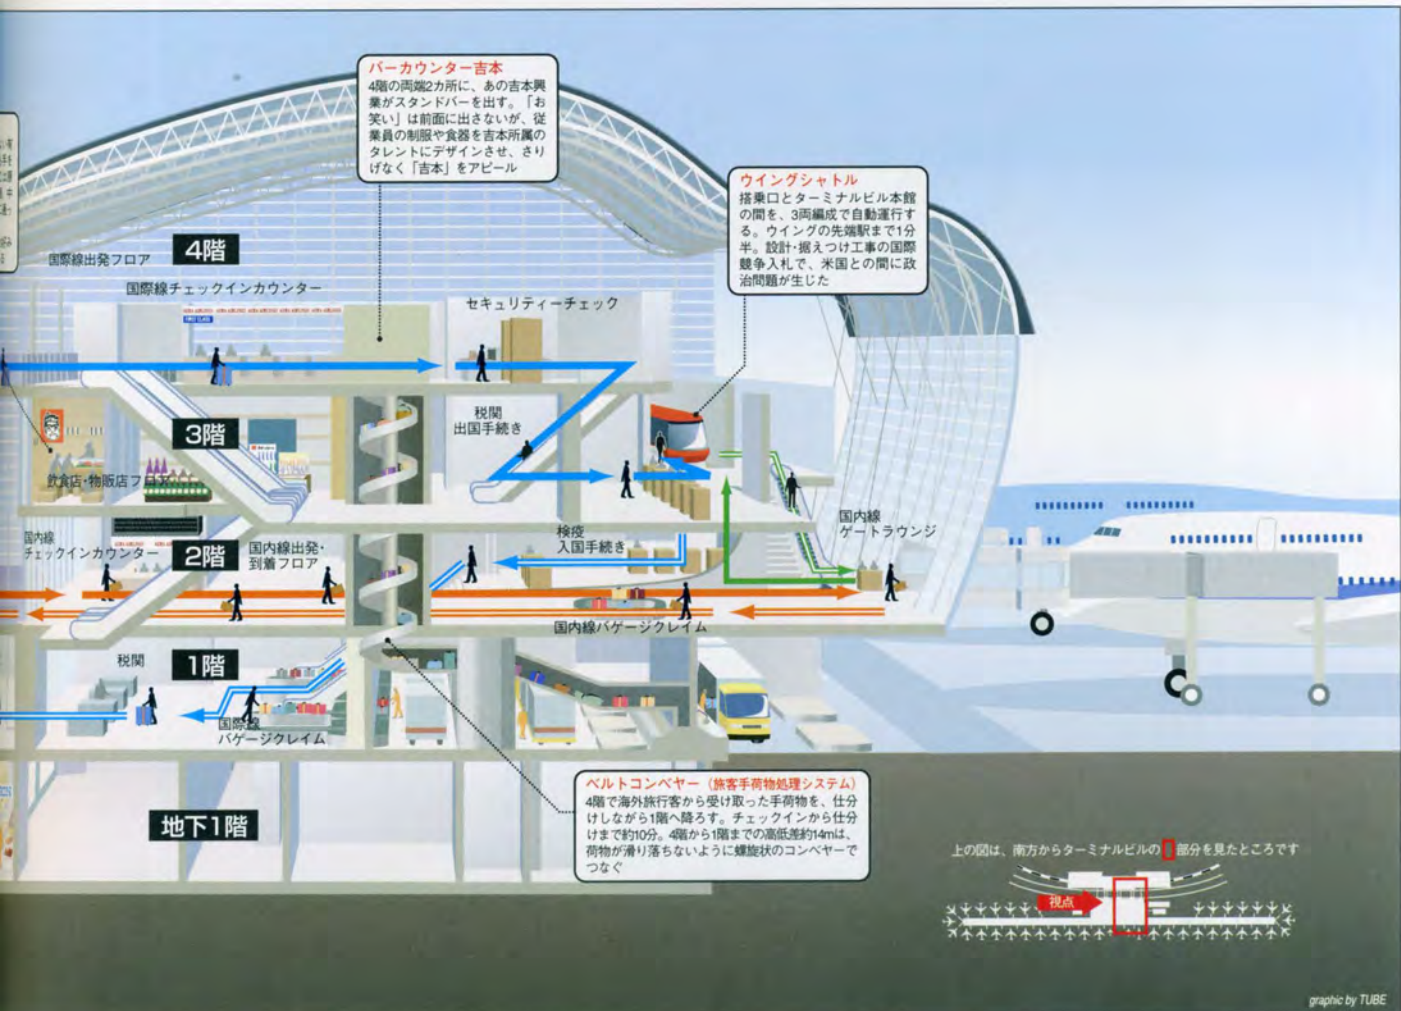 バーカウンター吉本
4階の両端2カ所に、あの吉本興
業がスタンドバーを出す。「お
笑い」は前面に出さないが、従
業員の制服や食器を吉本所属の
タレントにデザインさせ、さり
げなく「吉本」をアピール
ウイングシャトル
搭乗口とターミナルビル本館
の間を、3両編成で自動運行す
る。ウイングの先端駅まで1分
半。設計・据えつけ工事の国際
競争入札で、米国との間に政
治問題が生じた
4階
国際線出発フロア
国際線チェックインカウンター
セキュリティーチェック
FIRST CLASS
3階
税関
出国手続き
飲食店・物販店フロア
国内線
チェックインカウンター
2階
国内線出発・
到着フロア
検疫
入国手続き
国内線
ゲートラウンジ
国内線バゲージクレイム
税関
1階
国際線
バゲージクレイム
地下1階
ベルトコンベヤー（旅客手荷物処理システム）
4階で海外旅行客から受け取った手荷物を、仕分
けしながら1階へ降ろす。チェックインから仕分
けまで約10分。4階から1階までの高低差約14mは、
荷物が滑り落ちないように螺旋状のコンベヤーで
つなぐ
上の図は、南方からターミナルビルの 部分を見たところです
視点
graphic by TUBE